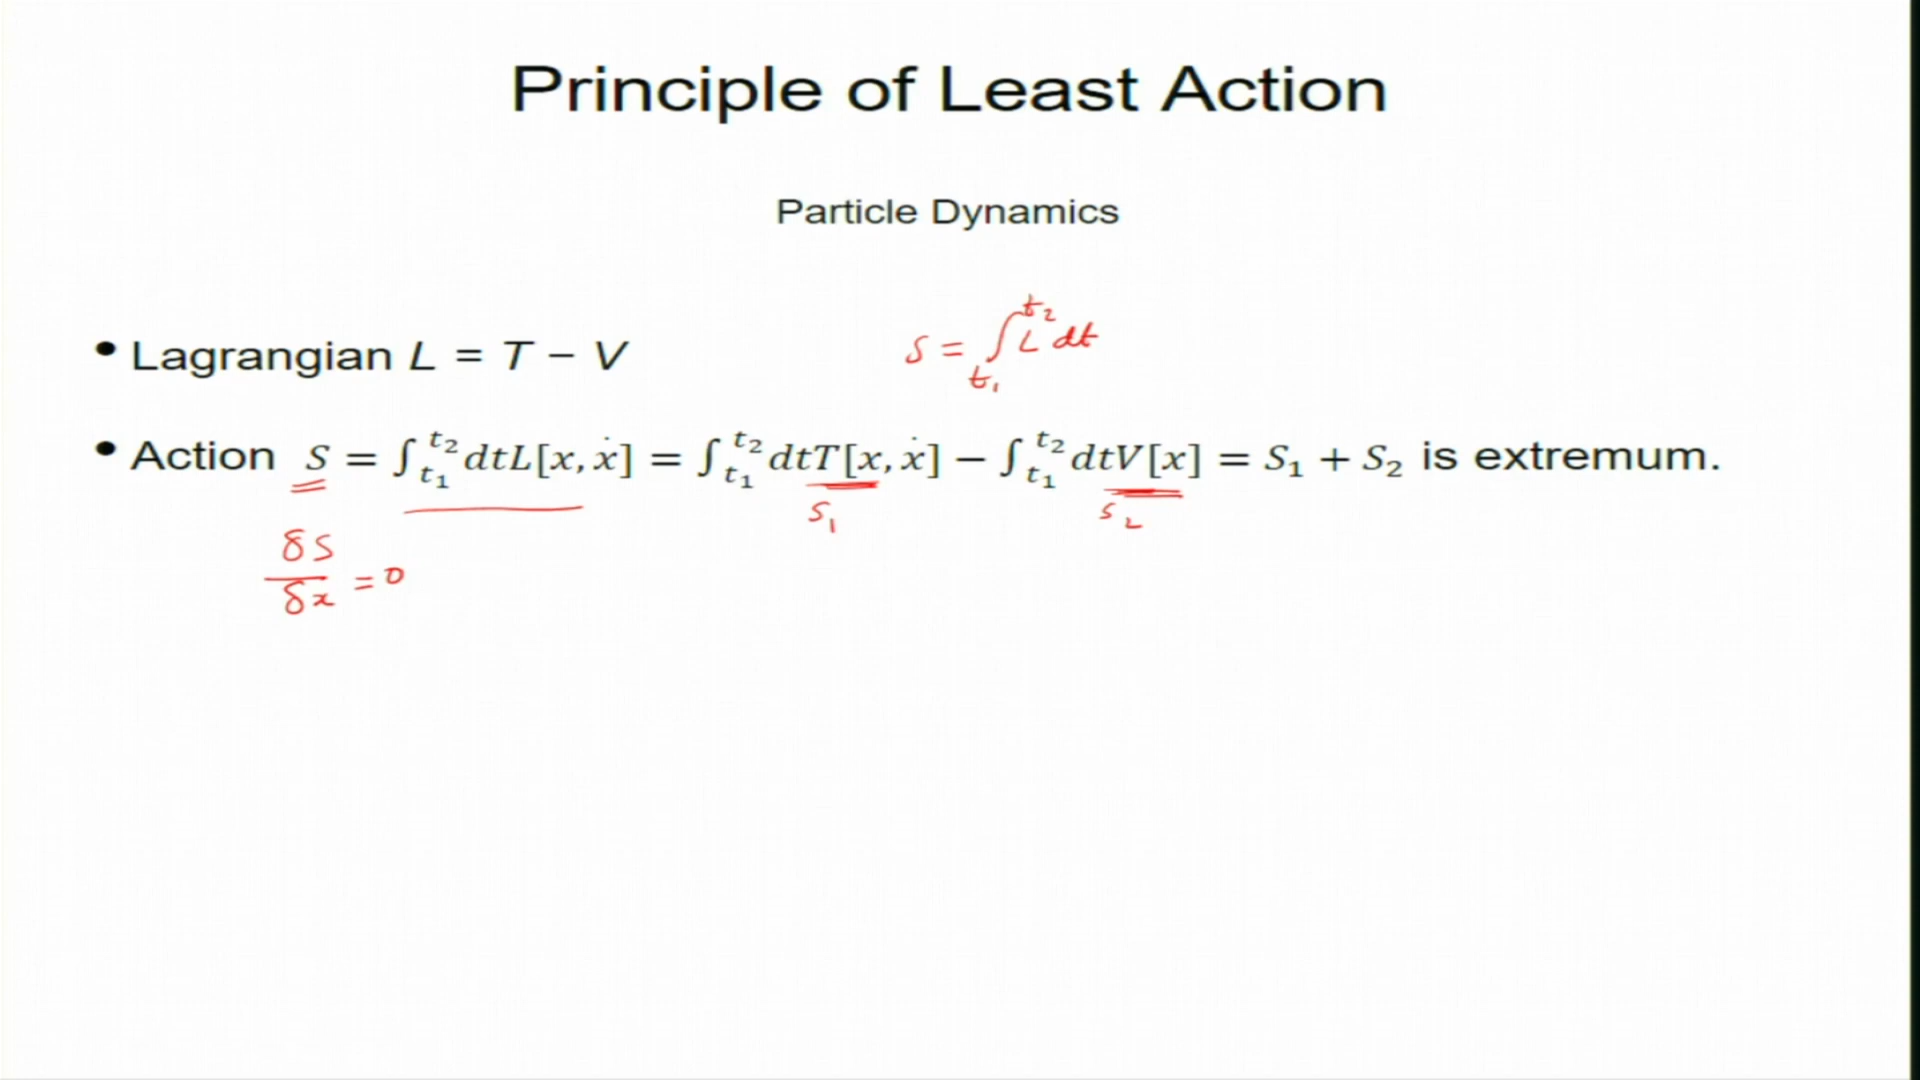 Principle of Least Action
Particle Dynamics
• Lagrangian L = T − V
S = ∫_{t₁}^{t₂} L dt
• Action S = ∫_{t₁}^{t₂} dtL[x, ẋ] = ∫_{t₁}^{t₂} dtT[x, ẋ] − ∫_{t₁}^{t₂} dtV[x] = S₁ + S₂ is extremum.
S₁ S₂
δS/δx = 0